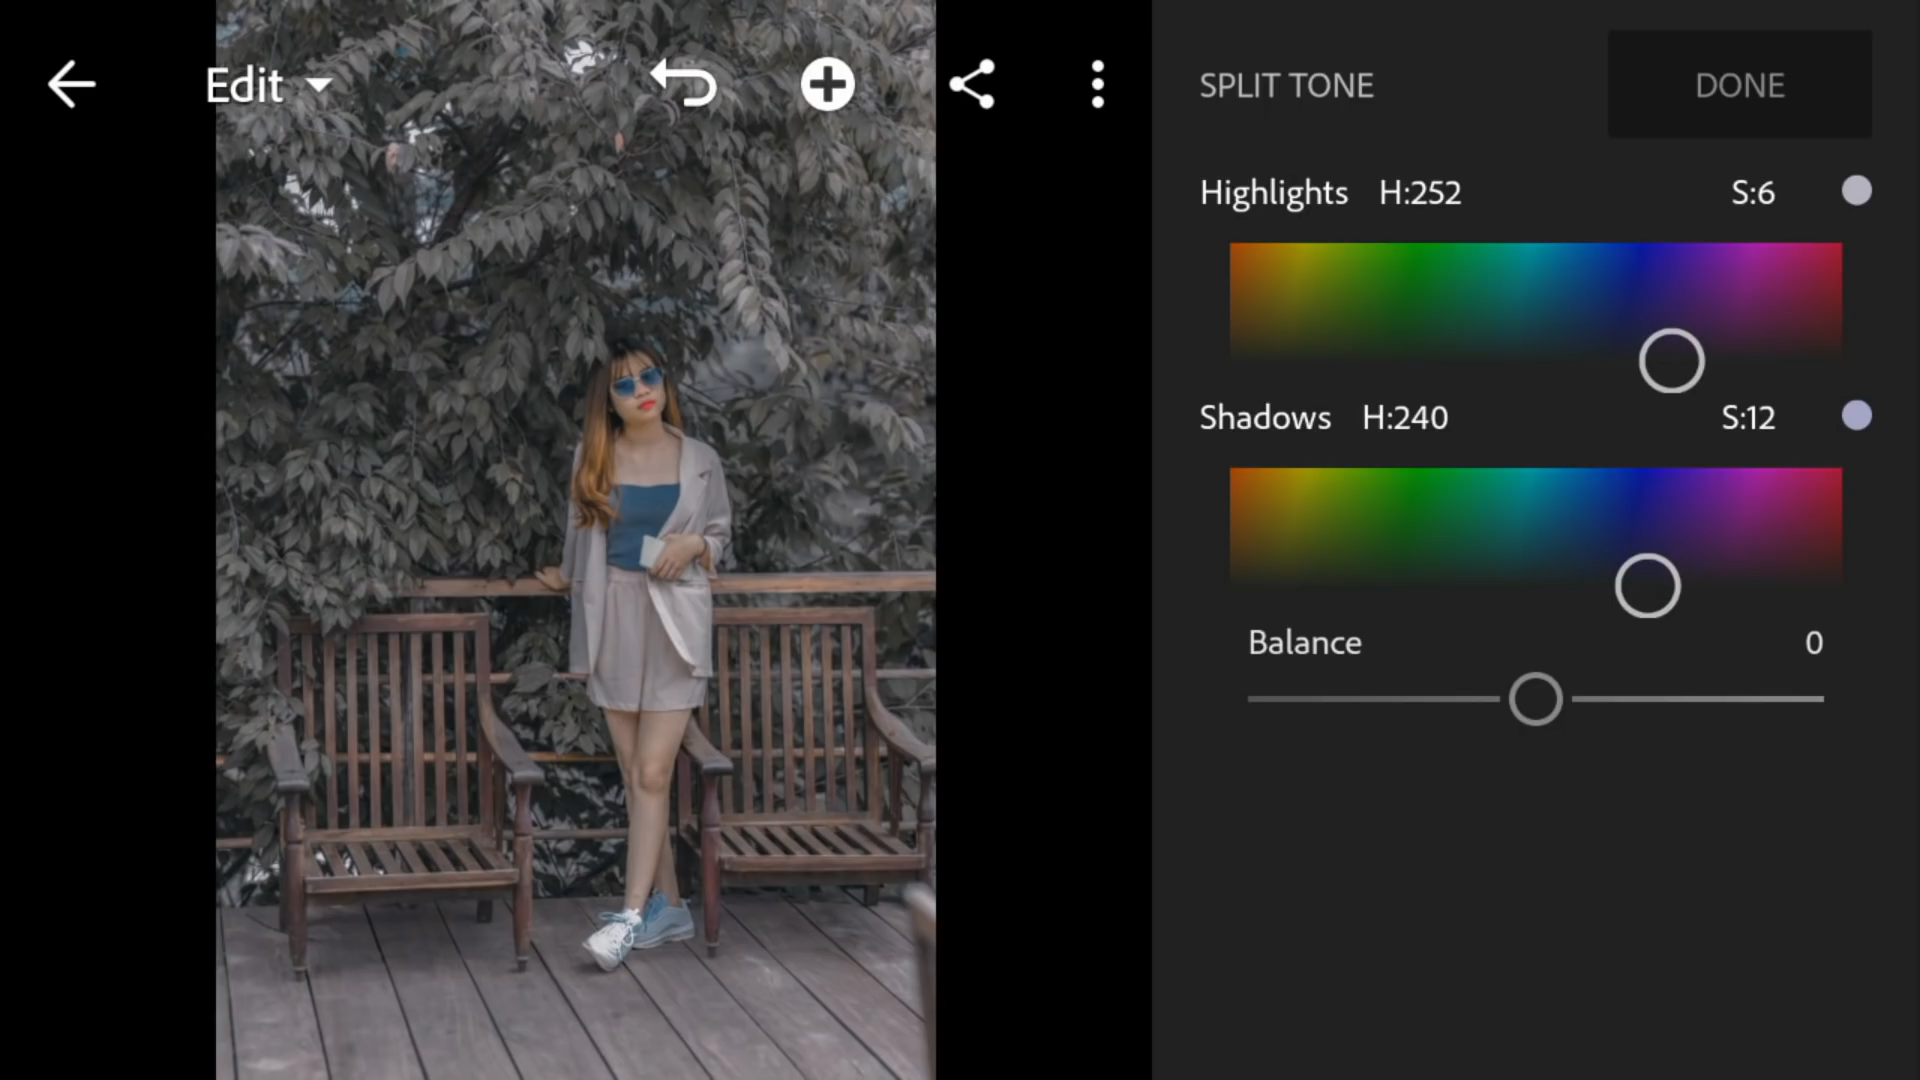 Edit
SPLIT TONE DONE
Highlights H:252 S:6
Shadows H:240 S:12
Balance 0